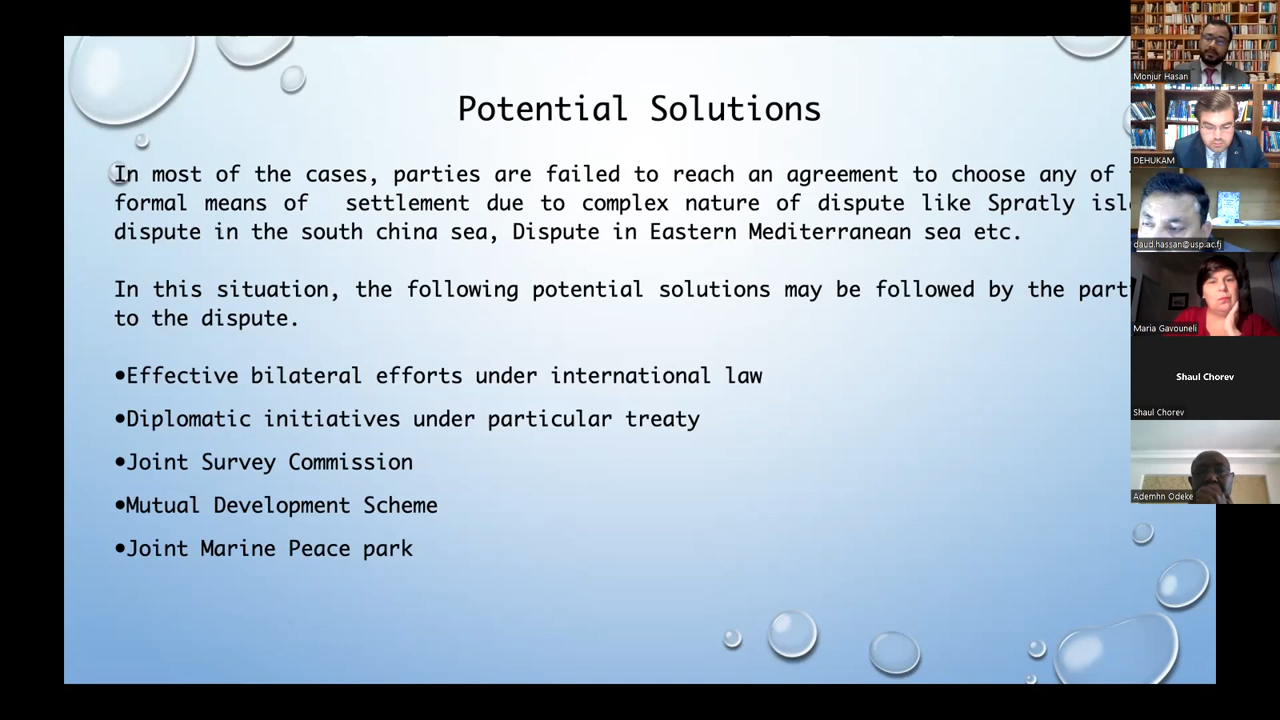 Potential Solutions
In most of the cases, parties are failed to reach an agreement to choose any of
formal means of settlement due to complex nature of dispute like Spratly
dispute in the south china sea, Dispute in Eastern Mediterranean sea etc.
In this situation, the following potential solutions may be followed by the
to the dispute.
•Effective bilateral efforts under international law
•Diplomatic initiatives under particular treaty
•Joint Survey Commission
•Mutual Development Scheme
•Joint Marine Peace park
Monjur Hasan
DEHUKAM
daud.hassan@usp.ac.fj
Maria Gavouneli
Shaul Chorev
Shaul Chorev
Ademhn Odeke